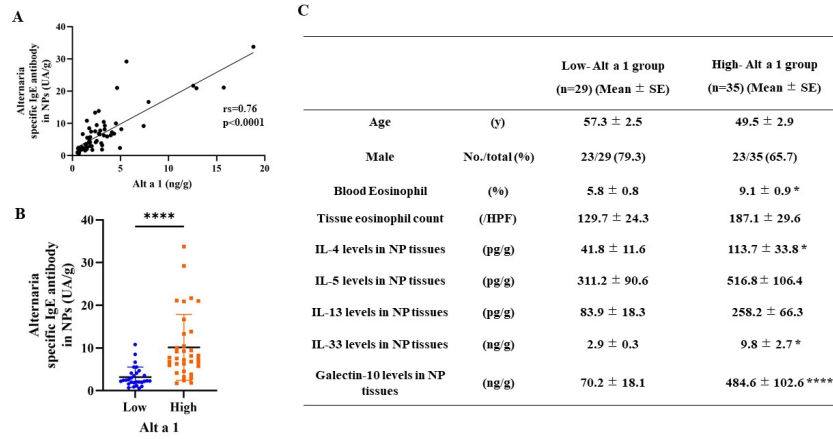 A
Alternaria
specific IgE antibody
in NPs (UA/g)
40
30
20
10
0
0
5
10
15
20
rs=0.76
p<0.0001
Alt a 1 (ng/g)
B
Alternaria
specific IgE antibody
in NPs (UA/g)
40
30
20
10
0
****
Low
High
Alt a 1
C
Low- Alt a 1 group
(n=29) (Mean ± SE)
High- Alt a 1 group
(n=35) (Mean ± SE)
Age (y) 57.3 ± 2.5 49.5 ± 2.9
Male No./total (%) 23/29 (79.3) 23/35 (65.7)
Blood Eosinophil (%) 5.8 ± 0.8 9.1 ± 0.9 *
Tissue eosinophil count (/HPF) 129.7 ± 24.3 187.1 ± 29.6
IL-4 levels in NP tissues (pg/g) 41.8 ± 11.6 113.7 ± 33.8 *
IL-5 levels in NP tissues (pg/g) 311.2 ± 90.6 516.8 ± 106.4
IL-13 levels in NP tissues (pg/g) 83.9 ± 18.3 258.2 ± 66.3
IL-33 levels in NP tissues (ng/g) 2.9 ± 0.3 9.8 ± 2.7 *
Galectin-10 levels in NP
tissues (ng/g) 70.2 ± 18.1 484.6 ± 102.6 ****